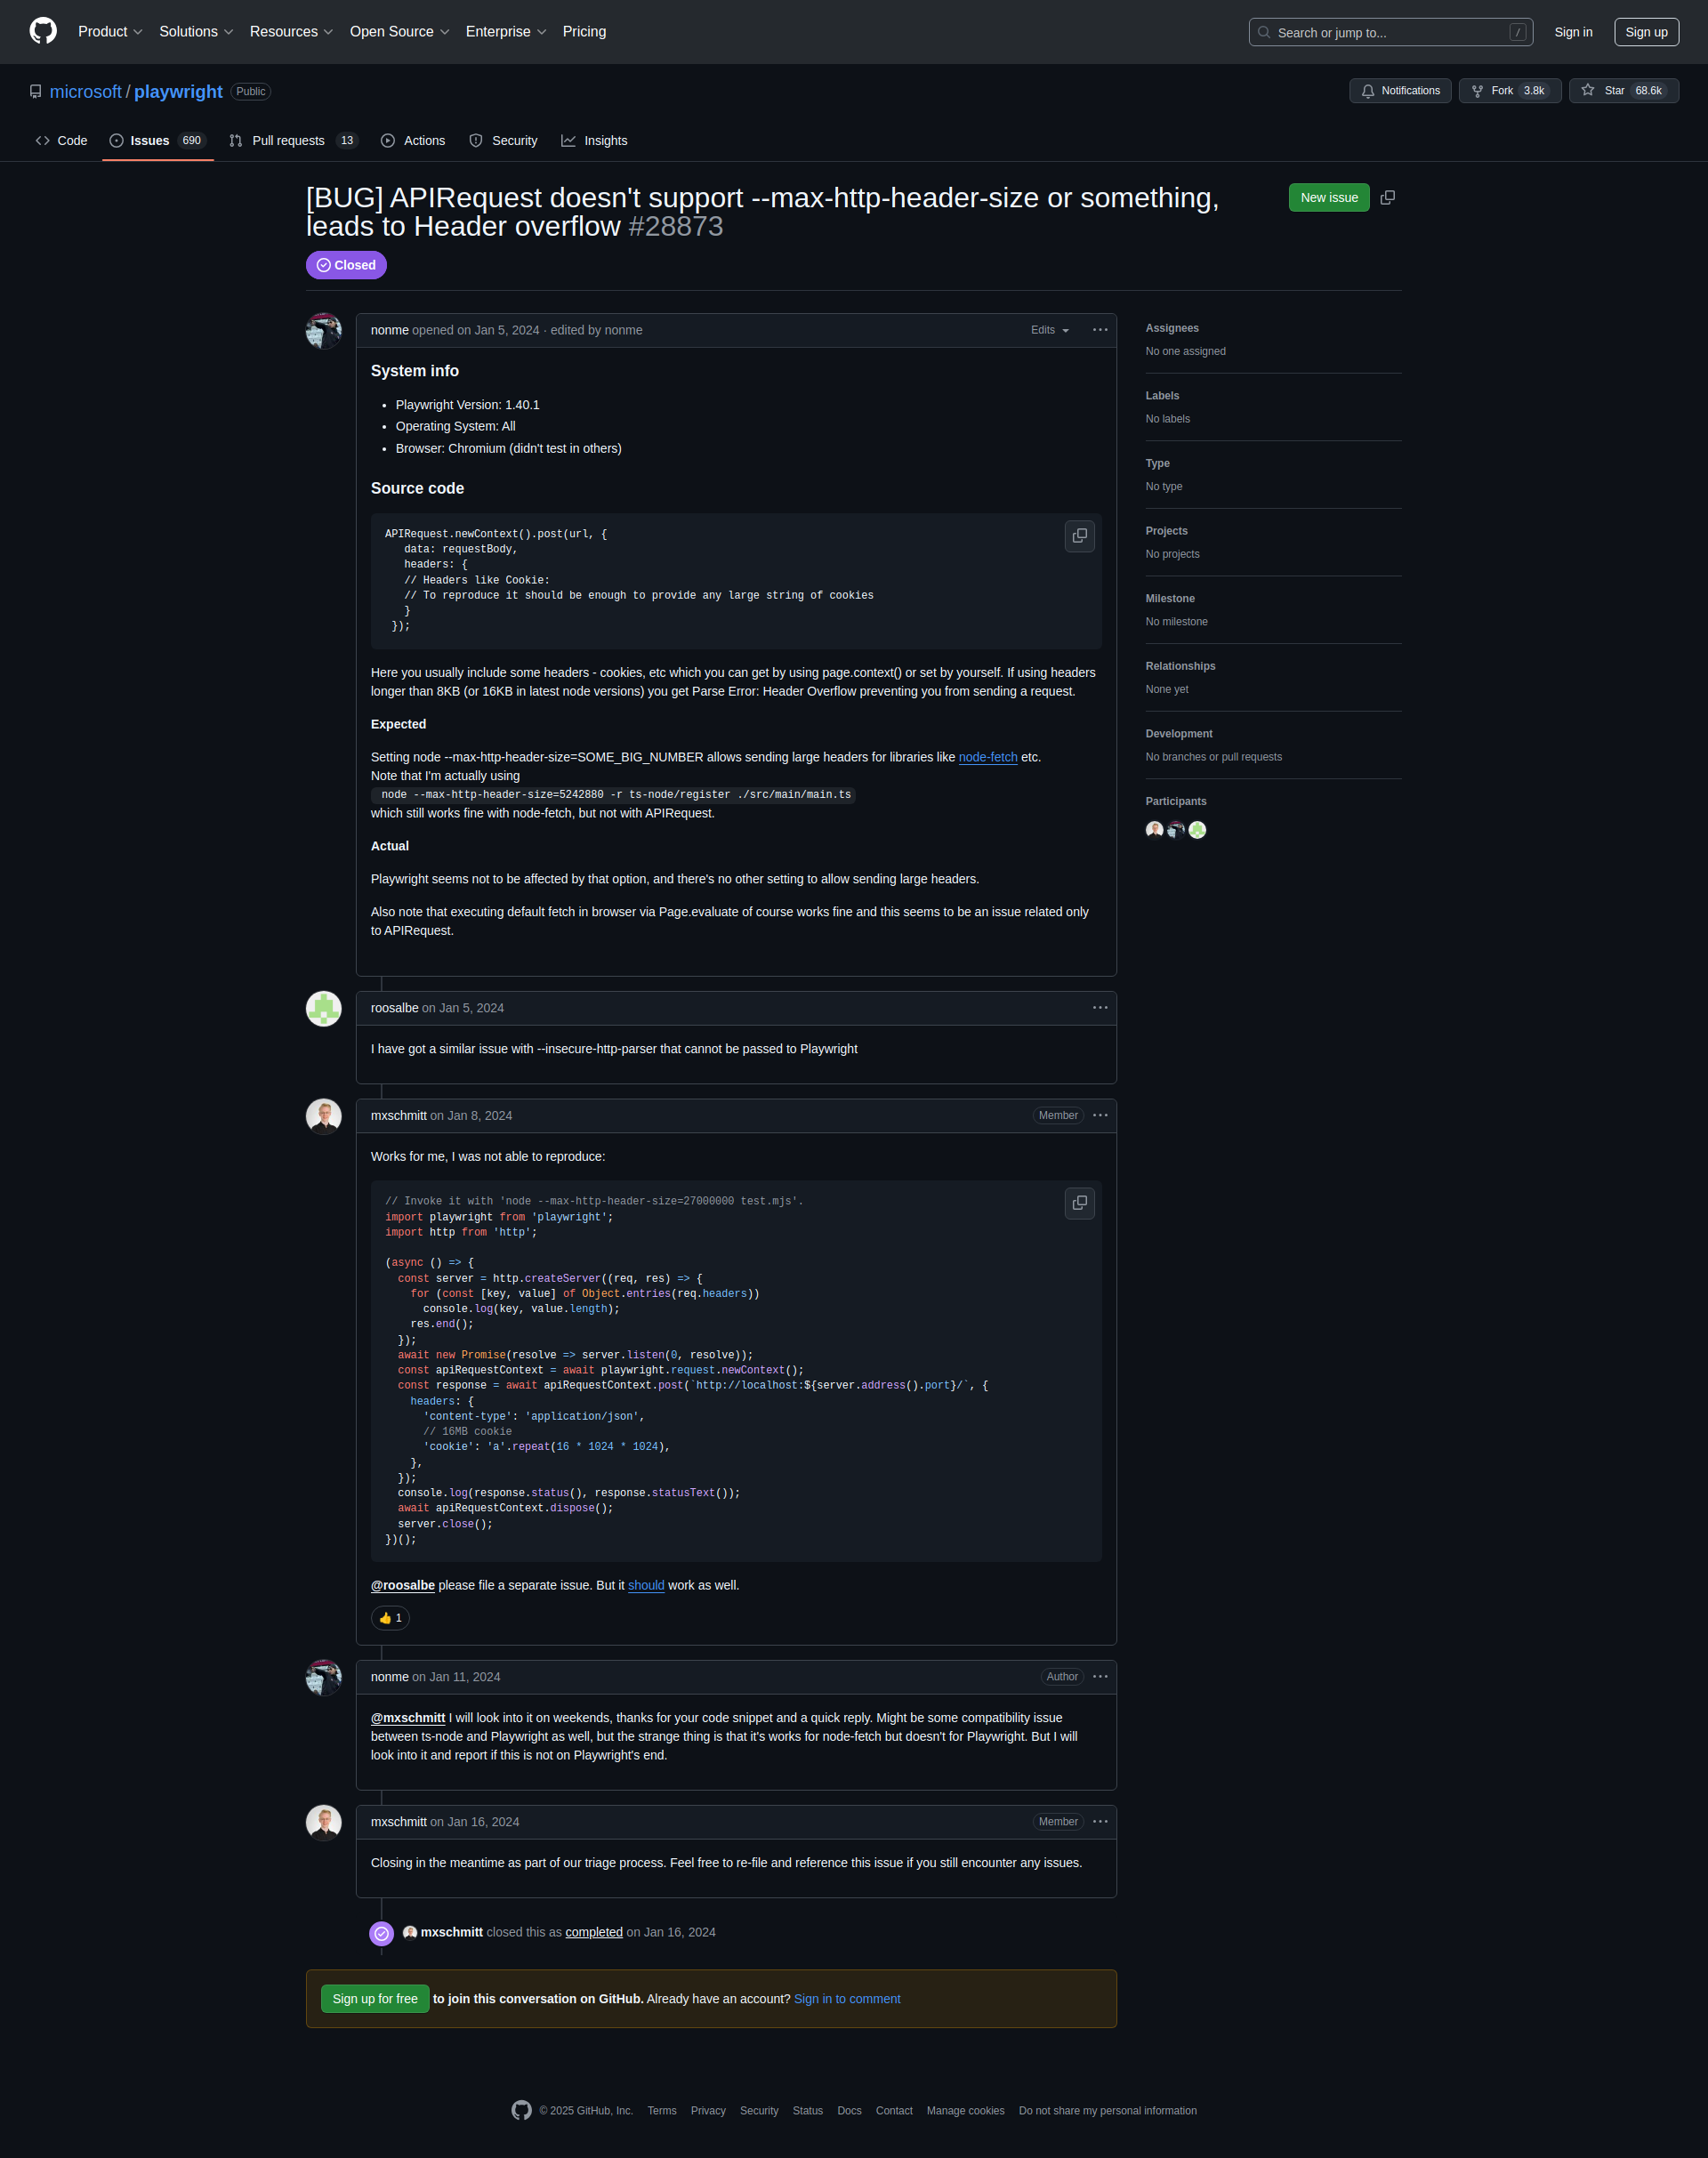 Product
Solutions
Resources
Open Source
Enterprise
Pricing
Search or jump to...
/
Sign in
Sign up
microsoft / playwright Public
Notifications
Fork 3.8k
Star 68.6k
Code
Issues 690
Pull requests 13
Actions
Security
Insights
[BUG] APIRequest doesn't support --max-http-header-size or something,
leads to Header overflow #28873
New issue
Closed
nonme opened on Jan 5, 2024 · edited by nonme
Edits
System info
• Playwright Version: 1.40.1
• Operating System: All
• Browser: Chromium (didn't test in others)
Source code
APIRequest.newContext().post(url, {
   data: requestBody,
   headers: {
   // Headers like Cookie:
   // To reproduce it should be enough to provide any large string of cookies
   }
 });
Here you usually include some headers - cookies, etc which you can get by using page.context() or set by yourself. If using headers
longer than 8KB (or 16KB in latest node versions) you get Parse Error: Header Overflow preventing you from sending a request.
Expected
Setting node --max-http-header-size=SOME_BIG_NUMBER allows sending large headers for libraries like node-fetch etc.
Note that I'm actually using
node --max-http-header-size=5242880 -r ts-node/register ./src/main/main.ts
which still works fine with node-fetch, but not with APIRequest.
Actual
Playwright seems not to be affected by that option, and there's no other setting to allow sending large headers.
Also note that executing default fetch in browser via Page.evaluate of course works fine and this seems to be an issue related only
to APIRequest.
Assignees
No one assigned
Labels
No labels
Type
No type
Projects
No projects
Milestone
No milestone
Relationships
None yet
Development
No branches or pull requests
Participants
roosalbe on Jan 5, 2024
I have got a similar issue with --insecure-http-parser that cannot be passed to Playwright
mxschmitt on Jan 8, 2024
Member
Works for me, I was not able to reproduce:
// Invoke it with 'node --max-http-header-size=27000000 test.mjs'.
import playwright from 'playwright';
import http from 'http';
(async () => {
  const server = http.createServer((req, res) => {
    for (const [key, value] of Object.entries(req.headers))
      console.log(key, value.length);
    res.end();
  });
  await new Promise(resolve => server.listen(0, resolve));
  const apiRequestContext = await playwright.request.newContext();
  const response = await apiRequestContext.post(`http://localhost:${server.address().port}/`, {
    headers: {
      'content-type': 'application/json',
      // 16MB cookie
      'cookie': 'a'.repeat(16 * 1024 * 1024),
    },
  });
  console.log(response.status(), response.statusText());
  await apiRequestContext.dispose();
  server.close();
})();
@roosalbe please file a separate issue. But it should work as well.
👍 1
nonme on Jan 11, 2024
Author
@mxschmitt I will look into it on weekends, thanks for your code snippet and a quick reply. Might be some compatibility issue
between ts-node and Playwright as well, but the strange thing is that it's works for node-fetch but doesn't for Playwright. But I will
look into it and report if this is not on Playwright's end.
mxschmitt on Jan 16, 2024
Member
Closing in the meantime as part of our triage process. Feel free to re-file and reference this issue if you still encounter any issues.
mxschmitt closed this as completed on Jan 16, 2024
Sign up for free to join this conversation on GitHub. Already have an account? Sign in to comment
© 2025 GitHub, Inc.
Terms
Privacy
Security
Status
Docs
Contact
Manage cookies
Do not share my personal information